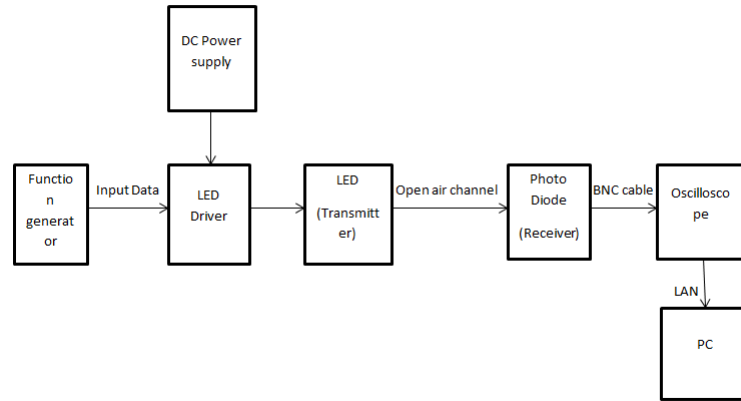 DC Power
supply
Functio
n
generat
or
Input Data
LED
Driver
LED
(Transmitt
er)
Open air channel
Photo
Diode
(Receiver)
BNC cable
Oscillosco
pe
LAN
PC